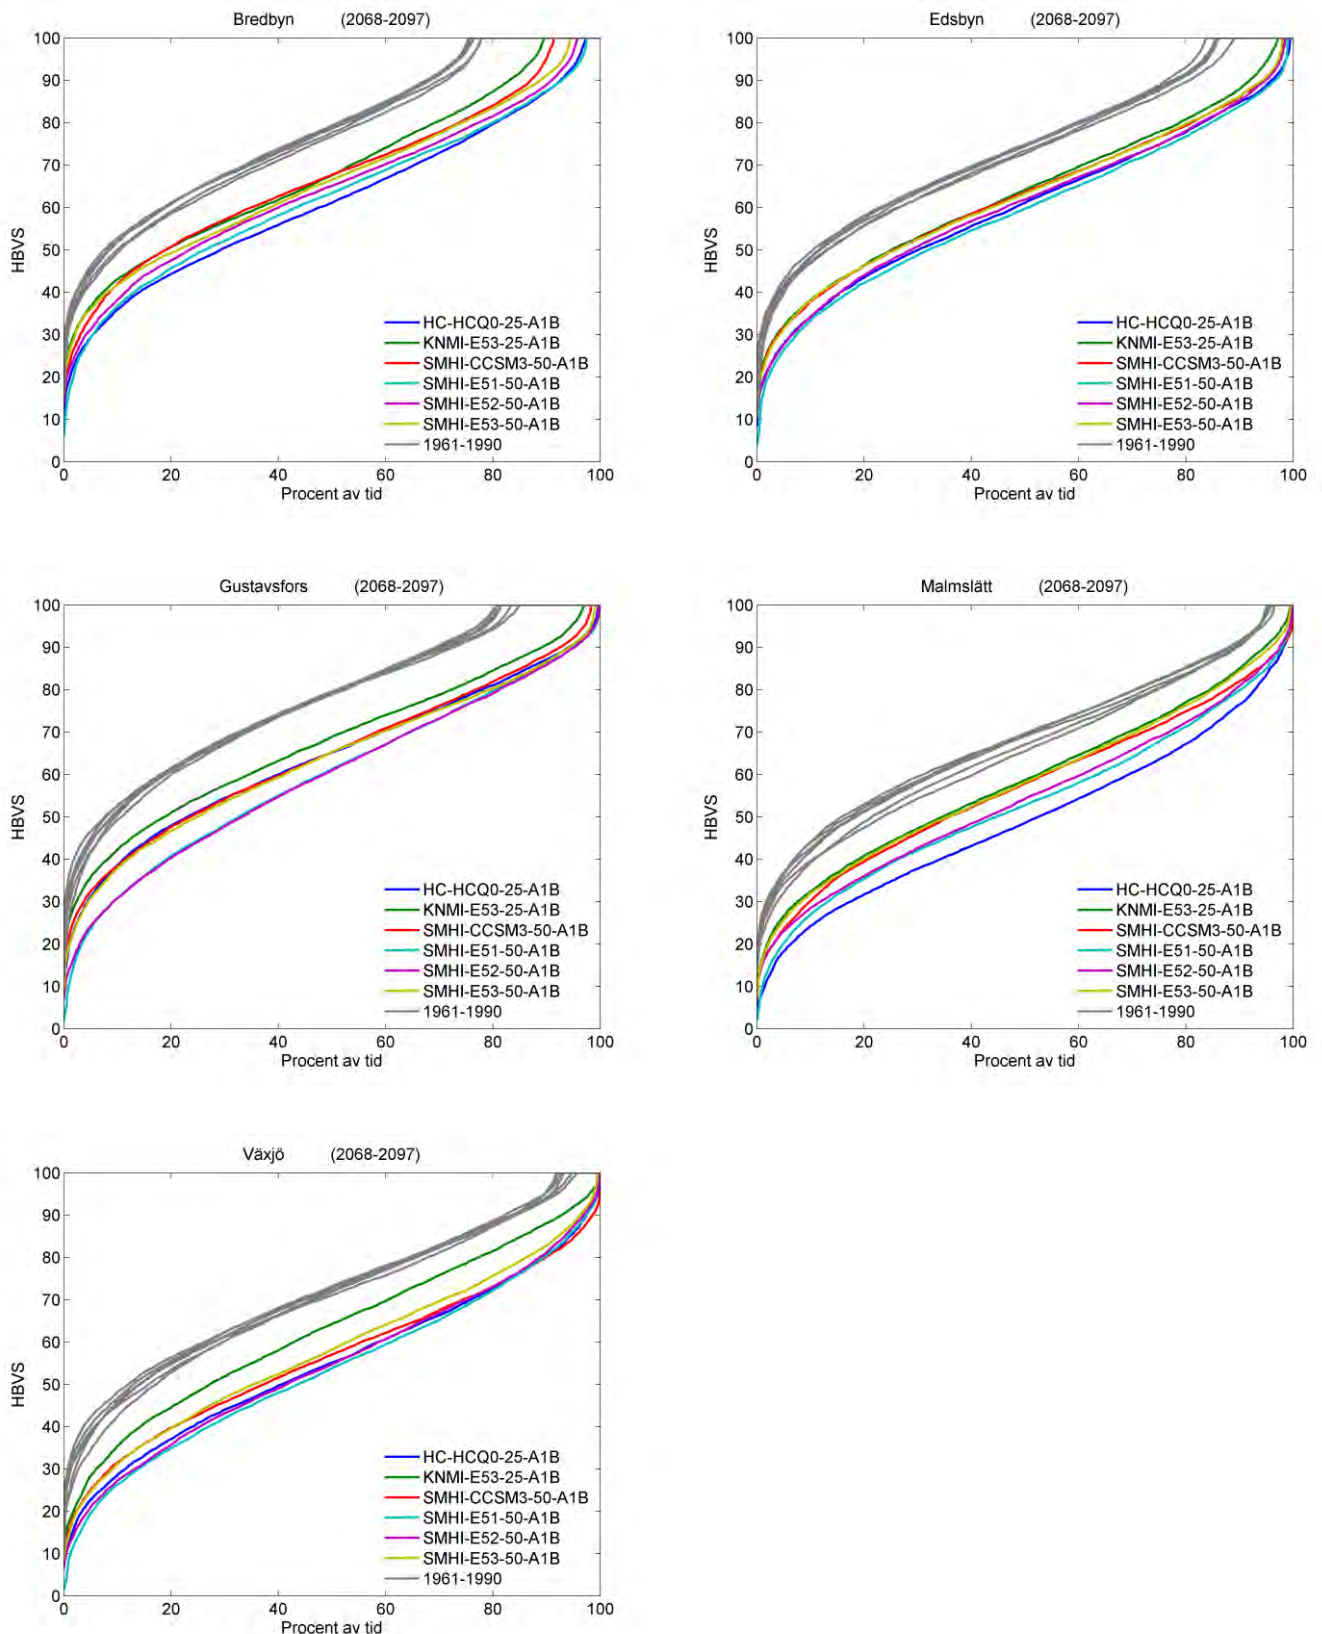 Bredbyn (2068-2097)
HBVS
100
90
80
70
60
50
40
30
20
10
0
HC-HCQ0-25-A1B
KNMI-E53-25-A1B
SMHI-CCSM3-50-A1B
SMHI-E51-50-A1B
SMHI-E52-50-A1B
SMHI-E53-50-A1B
1961-1990
0 20 40 60 80 100
Procent av tid
Edsbyn (2068-2097)
HBVS
100
90
80
70
60
50
40
30
20
10
0
HC-HCQ0-25-A1B
KNMI-E53-25-A1B
SMHI-CCSM3-50-A1B
SMHI-E51-50-A1B
SMHI-E52-50-A1B
SMHI-E53-50-A1B
1961-1990
0 20 40 60 80 100
Procent av tid
Gustavsfors (2068-2097)
HBVS
100
90
80
70
60
50
40
30
20
10
0
HC-HCQ0-25-A1B
KNMI-E53-25-A1B
SMHI-CCSM3-50-A1B
SMHI-E51-50-A1B
SMHI-E52-50-A1B
SMHI-E53-50-A1B
1961-1990
0 20 40 60 80 100
Procent av tid
Malmslätt (2068-2097)
HBVS
100
90
80
70
60
50
40
30
20
10
0
HC-HCQ0-25-A1B
KNMI-E53-25-A1B
SMHI-CCSM3-50-A1B
SMHI-E51-50-A1B
SMHI-E52-50-A1B
SMHI-E53-50-A1B
1961-1990
0 20 40 60 80 100
Procent av tid
Växjö (2068-2097)
HBVS
100
90
80
70
60
50
40
30
20
10
0
HC-HCQ0-25-A1B
KNMI-E53-25-A1B
SMHI-CCSM3-50-A1B
SMHI-E51-50-A1B
SMHI-E52-50-A1B
SMHI-E53-50-A1B
1961-1990
0 20 40 60 80 100
Procent av tid